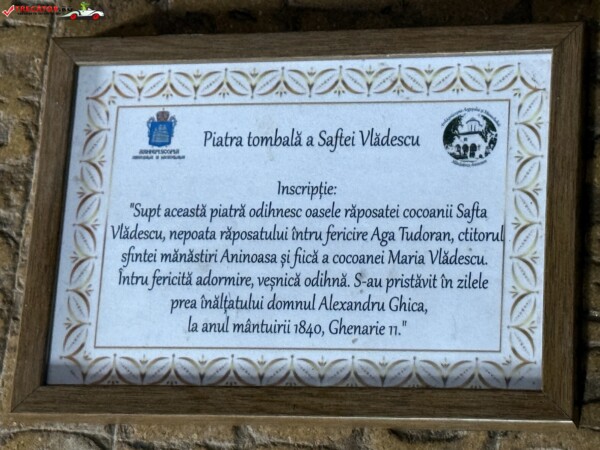 Piatra tombală a Saftei Vlădescu
Inscripție:
"Supt această piatră odihnesc oasele răposatei cocoanii Safta
Vlădescu, nepoata răposatului întru fericire Aga Tudoran, ctitorul
sfintei mănăstiri Aninoasa și fiică a cocoanei Maria Vlădescu.
Întru fericită adormire, veșnică odihnă. S-au pristăvit în zilele
prea înălțatului domnul Alexandru Ghica,
la anul mântuirii 1840, Ghenarie 11."